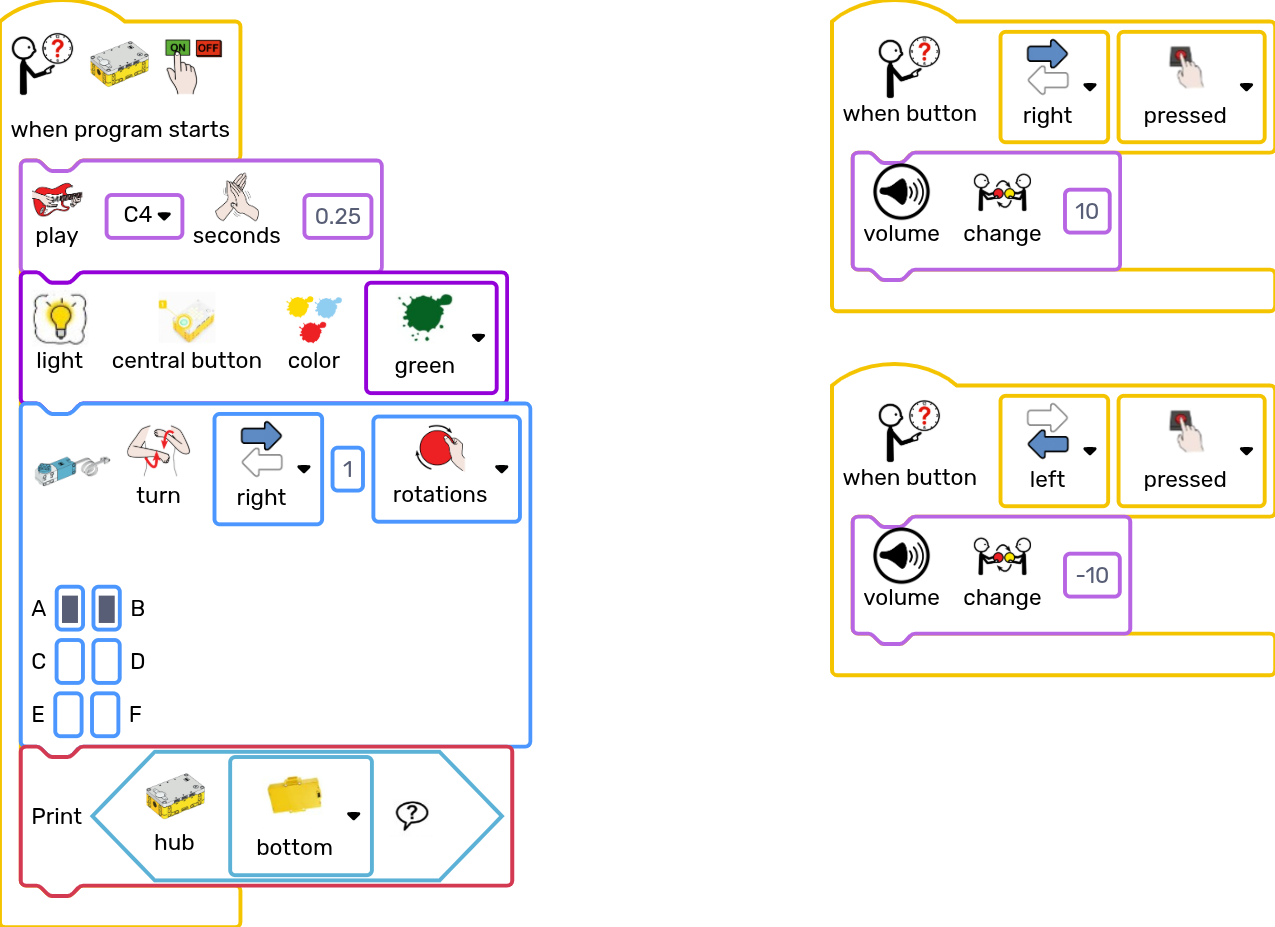 ? ON OFF
when program starts
play C4 seconds 0.25
light central button color green
turn right 1 rotations
A B
C D
E F
Print hub bottom ?
? 
when button right pressed
volume change 10
?
when button left pressed
volume change -10